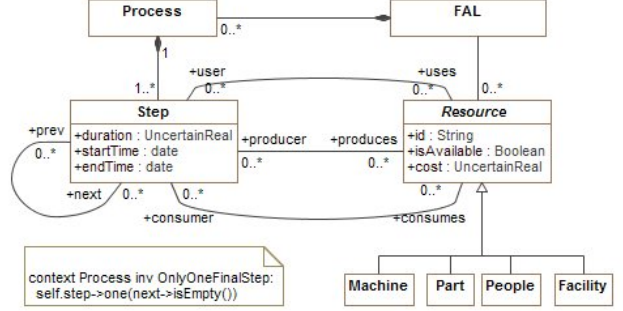 Process
FAL
0..*
1
+user
+uses
1..*
0..*
0..*
0..*
Step
Resource
+prev
0..*
+duration : UncertainReal
+startTime : date
+endTime : date
+producer
0..*
+produces
0..*
+id : String
+isAvailable : Boolean
+cost : UncertainReal
+next
0..*
0..*
0..*
+consumer
+consumes
context Process inv OnlyOneFinalStep:
self.step->one(next->isEmpty())
Machine
Part
People
Facility